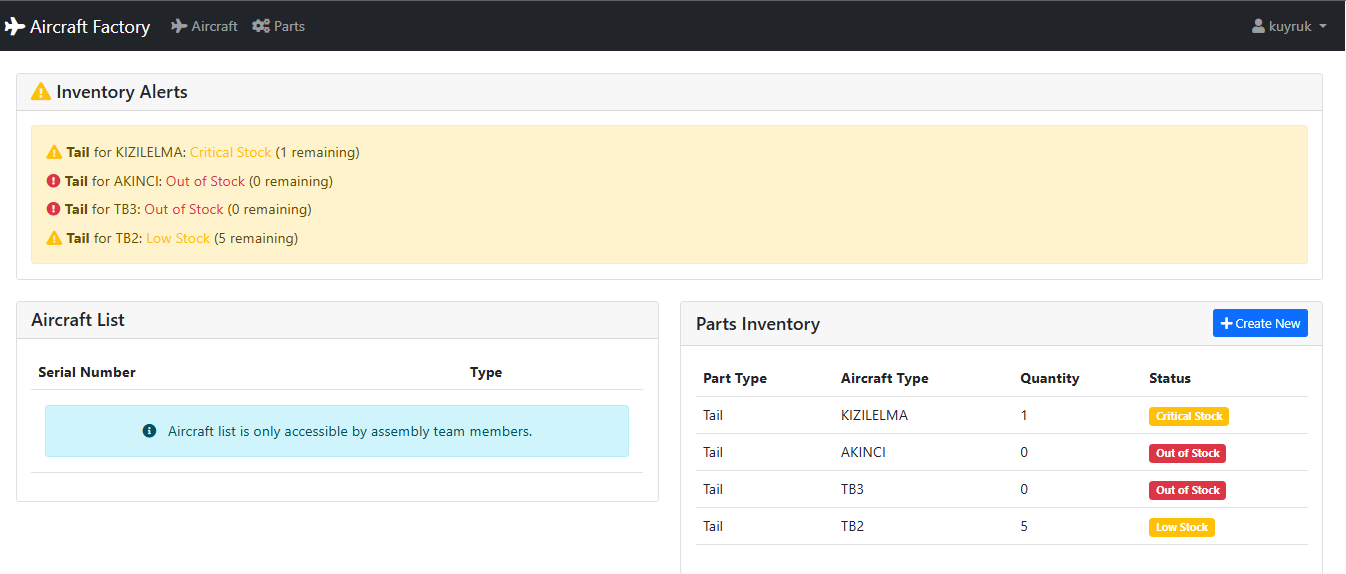 Aircraft Factory Aircraft Parts kuyruk
Inventory Alerts
Tail for KIZILELMA: Critical Stock (1 remaining)
Tail for AKINCI: Out of Stock (0 remaining)
Tail for TB3: Out of Stock (0 remaining)
Tail for TB2: Low Stock (5 remaining)
Aircraft List
Serial Number Type
Aircraft list is only accessible by assembly team members.
Parts Inventory Create New
Part Type Aircraft Type Quantity Status
Tail KIZILELMA 1 Critical Stock
Tail AKINCI 0 Out of Stock
Tail TB3 0 Out of Stock
Tail TB2 5 Low Stock